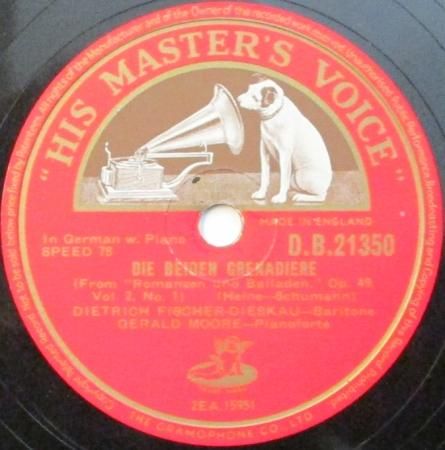 "HIS MASTER'S VOICE"
MADE IN ENGLAND
In German w. Piano
SPEED 78
D.B.21350
DIE BEIDEN GRENADIERE
(From "Romanzen und Balladen," Op. 49,
Vol. 2, No. 1) (Heine—Schumann)
DIETRICH FISCHER-DIESKAU—Baritone
GERALD MOORE—Pianoforte
2EA.15951
THE GRAMOPHONE CO. LTD.